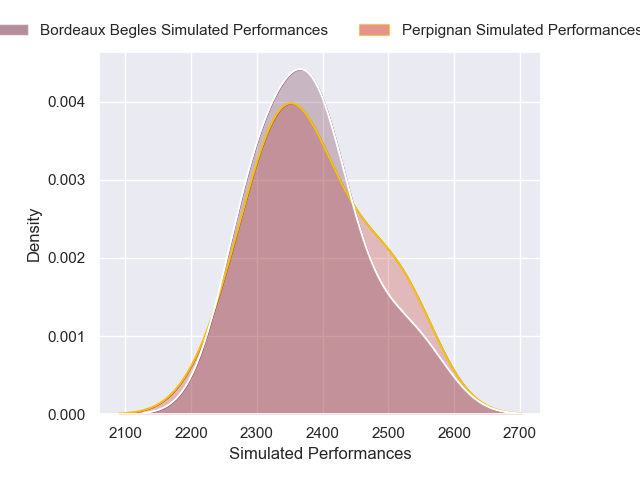 Bordeaux Begles Simulated Performances
Perpignan Simulated Performances
0.004
0.003
0.002
0.001
0.000
Density
2100 2200 2300 2400 2500 2600 2700
Simulated Performances